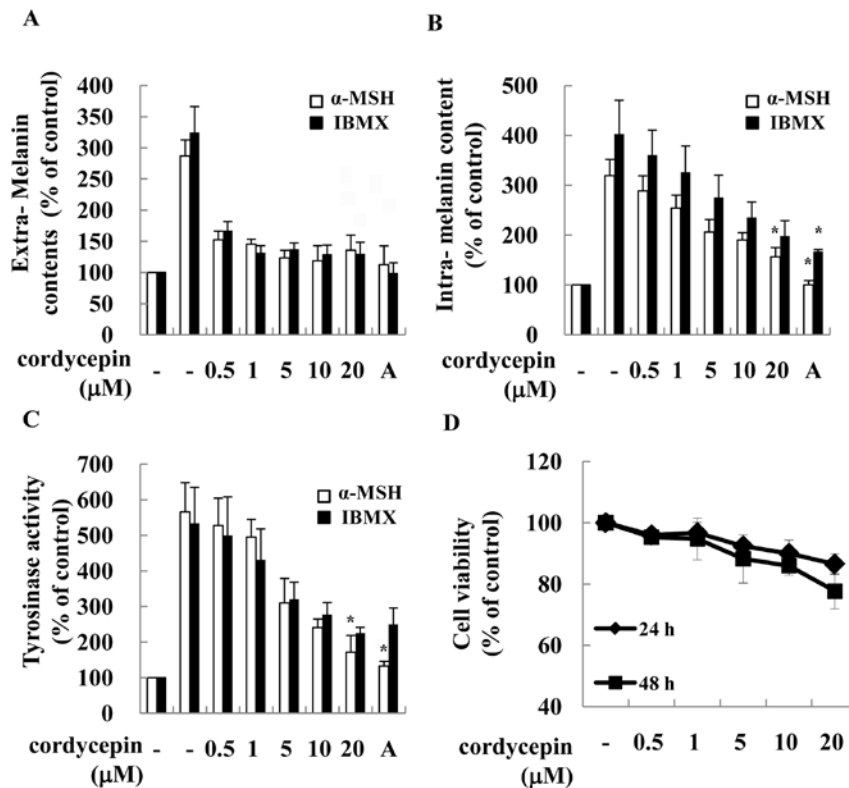 A
Extra- Melanin
contents (% of control)
400
350
300
250
200
150
100
50
0
α-MSH
IBMX
cordycepin
(μM)
- - 0.5 1 5 10 20 A
B
Intra- melanin content
(% of control)
500
400
300
200
100
0
α-MSH
IBMX
* *
* *
cordycepin
(μM)
- - 0.5 1 5 10 20 A
C
Tyrosinase activity
(% of control)
700
600
500
400
300
200
100
0
α-MSH
IBMX
* *
cordycepin
(μM)
- - 0.5 1 5 10 20 A
D
Cell viability
(% of control)
120
100
80
60
40
24 h
48 h
cordycepin
(μM)
- 0.5 1 5 10 20